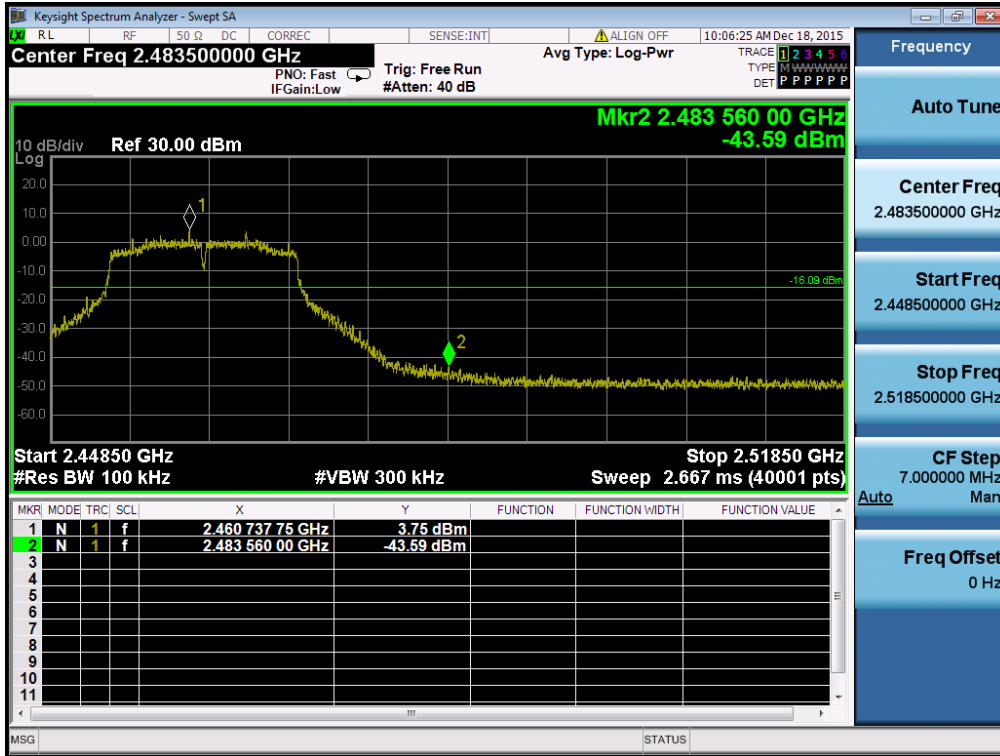 Keysight Spectrum Analyzer - Swept SA
LXI RL RF 50 Ω DC CORREC SENSE:INT ALIGN OFF 10:06:25 AM Dec 18, 2015
Center Freq 2.483500000 GHz
PNO: Fast
IFGain:Low
Trig: Free Run
#Atten: 40 dB
Avg Type: Log-Pwr
TRACE 1 2 3 4 5 6
TYPE M WWWWW
DET P P P P P P
Mkr2 2.483 560 00 GHz
-43.59 dBm
10 dB/div Ref 30.00 dBm
Log
20.0
10.0
0.00
-10.0
-20.0
-30.0
-40.0
-50.0
-60.0
1
-16.09 dBm
2
Start 2.44850 GHz Stop 2.51850 GHz
#Res BW 100 kHz #VBW 300 kHz Sweep 2.667 ms (40001 pts)
MKR MODE TRC SCL X Y FUNCTION FUNCTION WIDTH FUNCTION VALUE
1 N 1 f 2.460 737 75 GHz 3.75 dBm
2 N 1 f 2.483 560 00 GHz -43.59 dBm
3
4
5
6
7
8
9
10
11
MSG STATUS
Frequency
Auto Tune
Center Freq
2.483500000 GHz
Start Freq
2.448500000 GHz
Stop Freq
2.518500000 GHz
CF Step
7.000000 MHz
Auto Man
Freq Offset
0 Hz